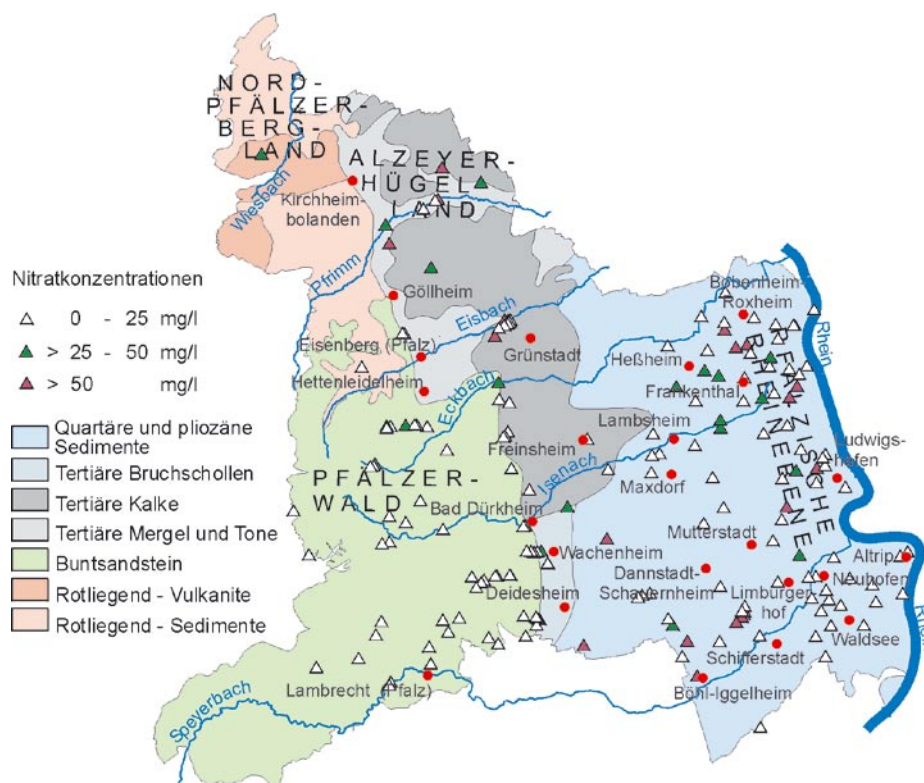 NORD-
PFÄLZER-
BERG-
LAND
ALZEYER-
HÜGEL
LAND
Wiesbach
Kirchheim-
bolanden
Pfrimm
Göllheim
Eisbach
Eisenberg (Pfalz)
Grünstadt
Hettenleidelheim
Eckbach
Bobenheim-
Roxheim
Rhein
Heßheim
Frankenthal
Lambsheim
Freinsheim
Isenach
Maxdorf
Ludwigs-
hafen
VORDERPFÄLZISCHE
RHEINEBENE
PFÄLZER-
WALD
Bad Dürkheim
Mutterstadt
Wachenheim
Dannstadt-
Schauernheim
Altrip
Neuhofen
Limburger
hof
Deidesheim
Waldsee
Schifferstadt
Lambrecht (Pfalz)
Böhl-Iggelheim
Speyerbach
Nitratkonzentrationen
0 - 25 mg/l
> 25 - 50 mg/l
> 50 mg/l
Quartäre und pliozäne
Sedimente
Tertiäre Bruchschollen
Tertiäre Kalke
Tertiäre Mergel und Tone
Buntsandstein
Rotliegend - Vulkanite
Rotliegend - Sedimente